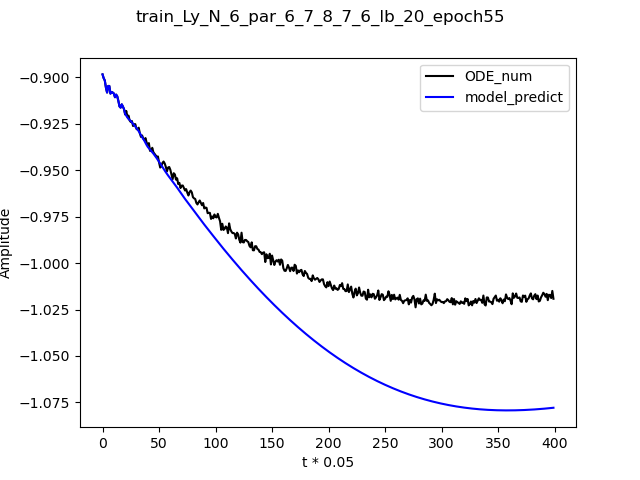 train_Ly_N_6_par_6_7_8_7_6_lb_20_epoch55
ODE_num
model_predict
−0.900
−0.925
−0.950
−0.975
−1.000
−1.025
−1.050
−1.075
Amplitude
0 50 100 150 200 250 300 350 400
t * 0.05